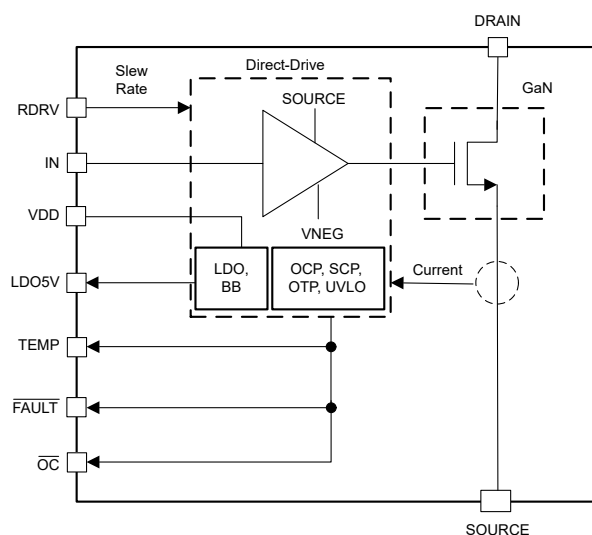 DRAIN
Slew
Rate
Direct-Drive
GaN
RDRV
SOURCE
IN
VDD
VNEG
LDO,
BB
OCP, SCP,
OTP, UVLO
Current
LDO5V
TEMP
FAULT
OC
SOURCE